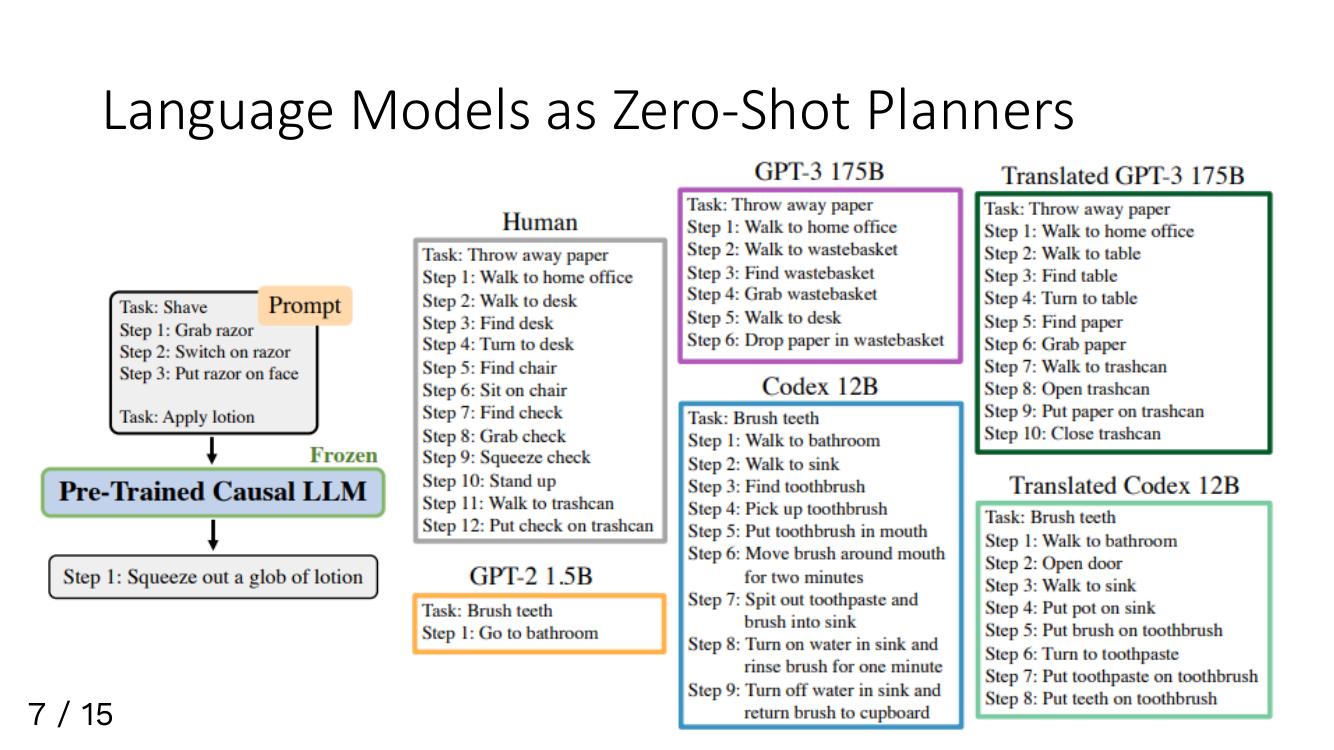 Language Models as Zero-Shot Planners
Task: Shave
Prompt
Step 1: Grab razor
Step 2: Switch on razor
Step 3: Put razor on face
Task: Apply lotion
Frozen
Pre-Trained Causal LLM
Step 1: Squeeze out a glob of lotion
Human
Task: Throw away paper
Step 1: Walk to home office
Step 2: Walk to desk
Step 3: Find desk
Step 4: Turn to desk
Step 5: Find chair
Step 6: Sit on chair
Step 7: Find check
Step 8: Grab check
Step 9: Squeeze check
Step 10: Stand up
Step 11: Walk to trashcan
Step 12: Put check on trashcan
GPT-2 1.5B
Task: Brush teeth
Step 1: Go to bathroom
GPT-3 175B
Task: Throw away paper
Step 1: Walk to home office
Step 2: Walk to wastebasket
Step 3: Find wastebasket
Step 4: Grab wastebasket
Step 5: Walk to desk
Step 6: Drop paper in wastebasket
Codex 12B
Task: Brush teeth
Step 1: Walk to bathroom
Step 2: Walk to sink
Step 3: Find toothbrush
Step 4: Pick up toothbrush
Step 5: Put toothbrush in mouth
Step 6: Move brush around mouth
for two minutes
Step 7: Spit out toothpaste and
brush into sink
Step 8: Turn on water in sink and
rinse brush for one minute
Step 9: Turn off water in sink and
return brush to cupboard
Translated GPT-3 175B
Task: Throw away paper
Step 1: Walk to home office
Step 2: Walk to table
Step 3: Find table
Step 4: Turn to table
Step 5: Find paper
Step 6: Grab paper
Step 7: Walk to trashcan
Step 8: Open trashcan
Step 9: Put paper on trashcan
Step 10: Close trashcan
Translated Codex 12B
Task: Brush teeth
Step 1: Walk to bathroom
Step 2: Open door
Step 3: Walk to sink
Step 4: Put pot on sink
Step 5: Put brush on toothbrush
Step 6: Turn to toothpaste
Step 7: Put toothpaste on toothbrush
Step 8: Put teeth on toothbrush
7 / 15